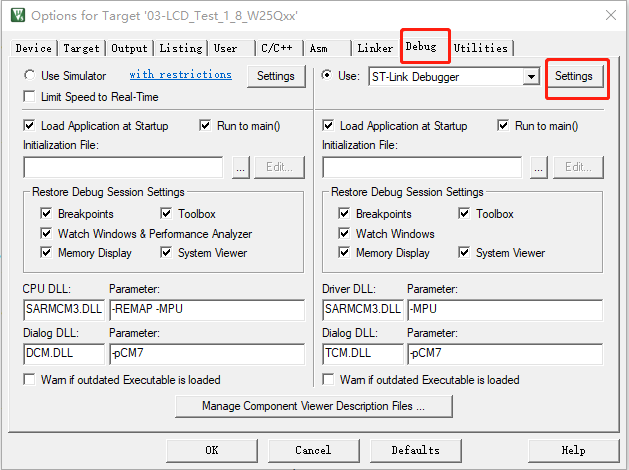 Options for Target '03-LCD_Test_1_8_W25Qxx'
Device Target Output Listing User C/C++ Asm Linker Debug Utilities
Use Simulator with restrictions Settings
Limit Speed to Real-Time
Use: ST-Link Debugger Settings
Load Application at Startup Run to main()
Initialization File:
... Edit...
Restore Debug Session Settings
Breakpoints Toolbox
Watch Windows & Performance Analyzer
Memory Display System Viewer
CPU DLL: Parameter:
SARMCM3.DLL -REMAP -MPU
Dialog DLL: Parameter:
DCM.DLL -pCM7
Warn if outdated Executable is loaded
Load Application at Startup Run to main()
Initialization File:
... Edit...
Restore Debug Session Settings
Breakpoints Toolbox
Watch Windows
Memory Display System Viewer
Driver DLL: Parameter:
SARMCM3.DLL -MPU
Dialog DLL: Parameter:
TCM.DLL -pCM7
Warn if outdated Executable is loaded
Manage Component Viewer Description Files ...
OK Cancel Defaults Help